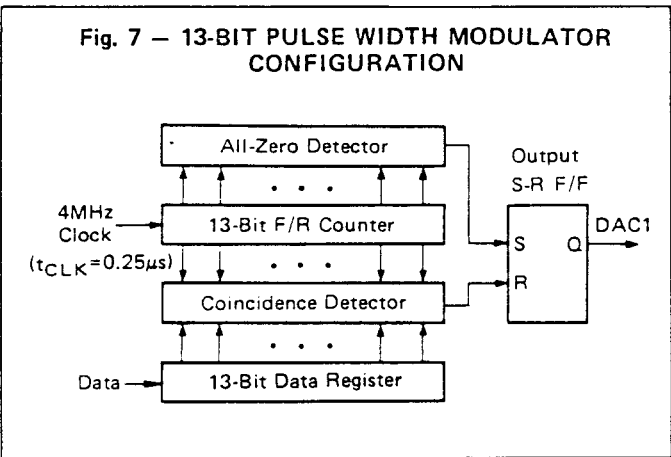 Fig. 7 — 13-BIT PULSE WIDTH MODULATOR
CONFIGURATION
All-Zero Detector
Output
S-R F/F
• • •
4MHz
Clock
(tCLK=0.25μs)
13-Bit F/R Counter
DAC1
S
Q
R
• • •
Coincidence Detector
• • •
Data
13-Bit Data Register